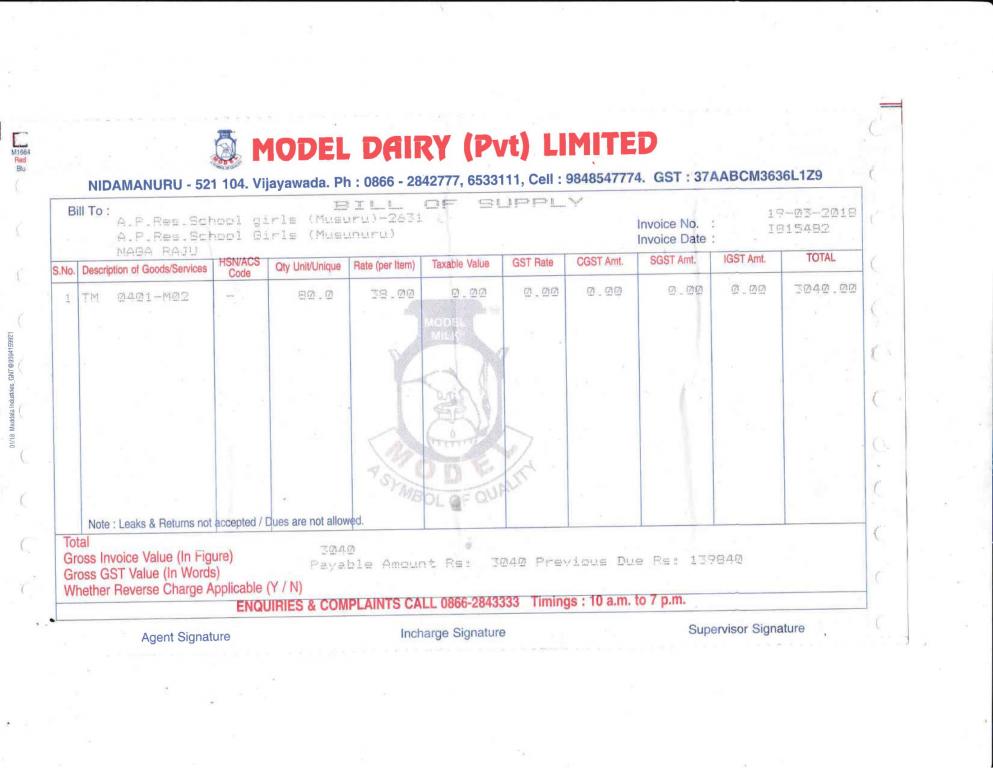 M1664
Red
Blu
MODEL DAIRY (Pvt) LIMITED
NIDAMANURU - 521 104. Vijayawada. Ph : 0866 - 2842777, 6533111, Cell : 9848547774. GST : 37AABCM3636L1Z9
BILL OF SUPPLY
Bill To :
A.P.Res.School girls (Musuru)-2631
A.P.Res.School Girls (Musunuru)
NAGA RAJU
19-03-2018
Invoice No. : I815482
Invoice Date :
S.No. Description of Goods/Services HSN/ACS Code Qty Unit/Unique Rate (per Item) Taxable Value GST Rate CGST Amt. SGST Amt. IGST Amt. TOTAL
1 TM 0401-M02 -- 80.0 38.00 0.00 0.00 0.00 0.00 0.00 3040.00
MODEL
MILK
MODEL
A SYMBOL OF QUALITY
Note : Leaks & Returns not accepted / Dues are not allowed.
Total
Gross Invoice Value (In Figure) 3040
Payable Amount Rs: 3040 Previous Due Rs: 139840
Gross GST Value (In Words)
Whether Reverse Charge Applicable (Y / N)
ENQUIRIES & COMPLAINTS CALL 0866-2843333 Timings : 10 a.m. to 7 p.m.
Agent Signature Incharge Signature Supervisor Signature